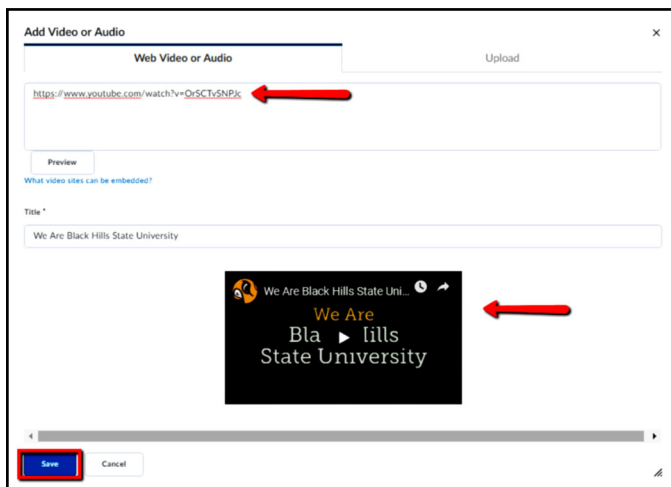 Add Video or Audio
Web Video or Audio
Upload
https://www.youtube.com/watch?v=OrSCTvSNPJc
Preview
What video sites can be embedded?
Title *
We Are Black Hills State University
We Are Black Hills State Uni...
We Are
Bla Iills
State University
Save
Cancel